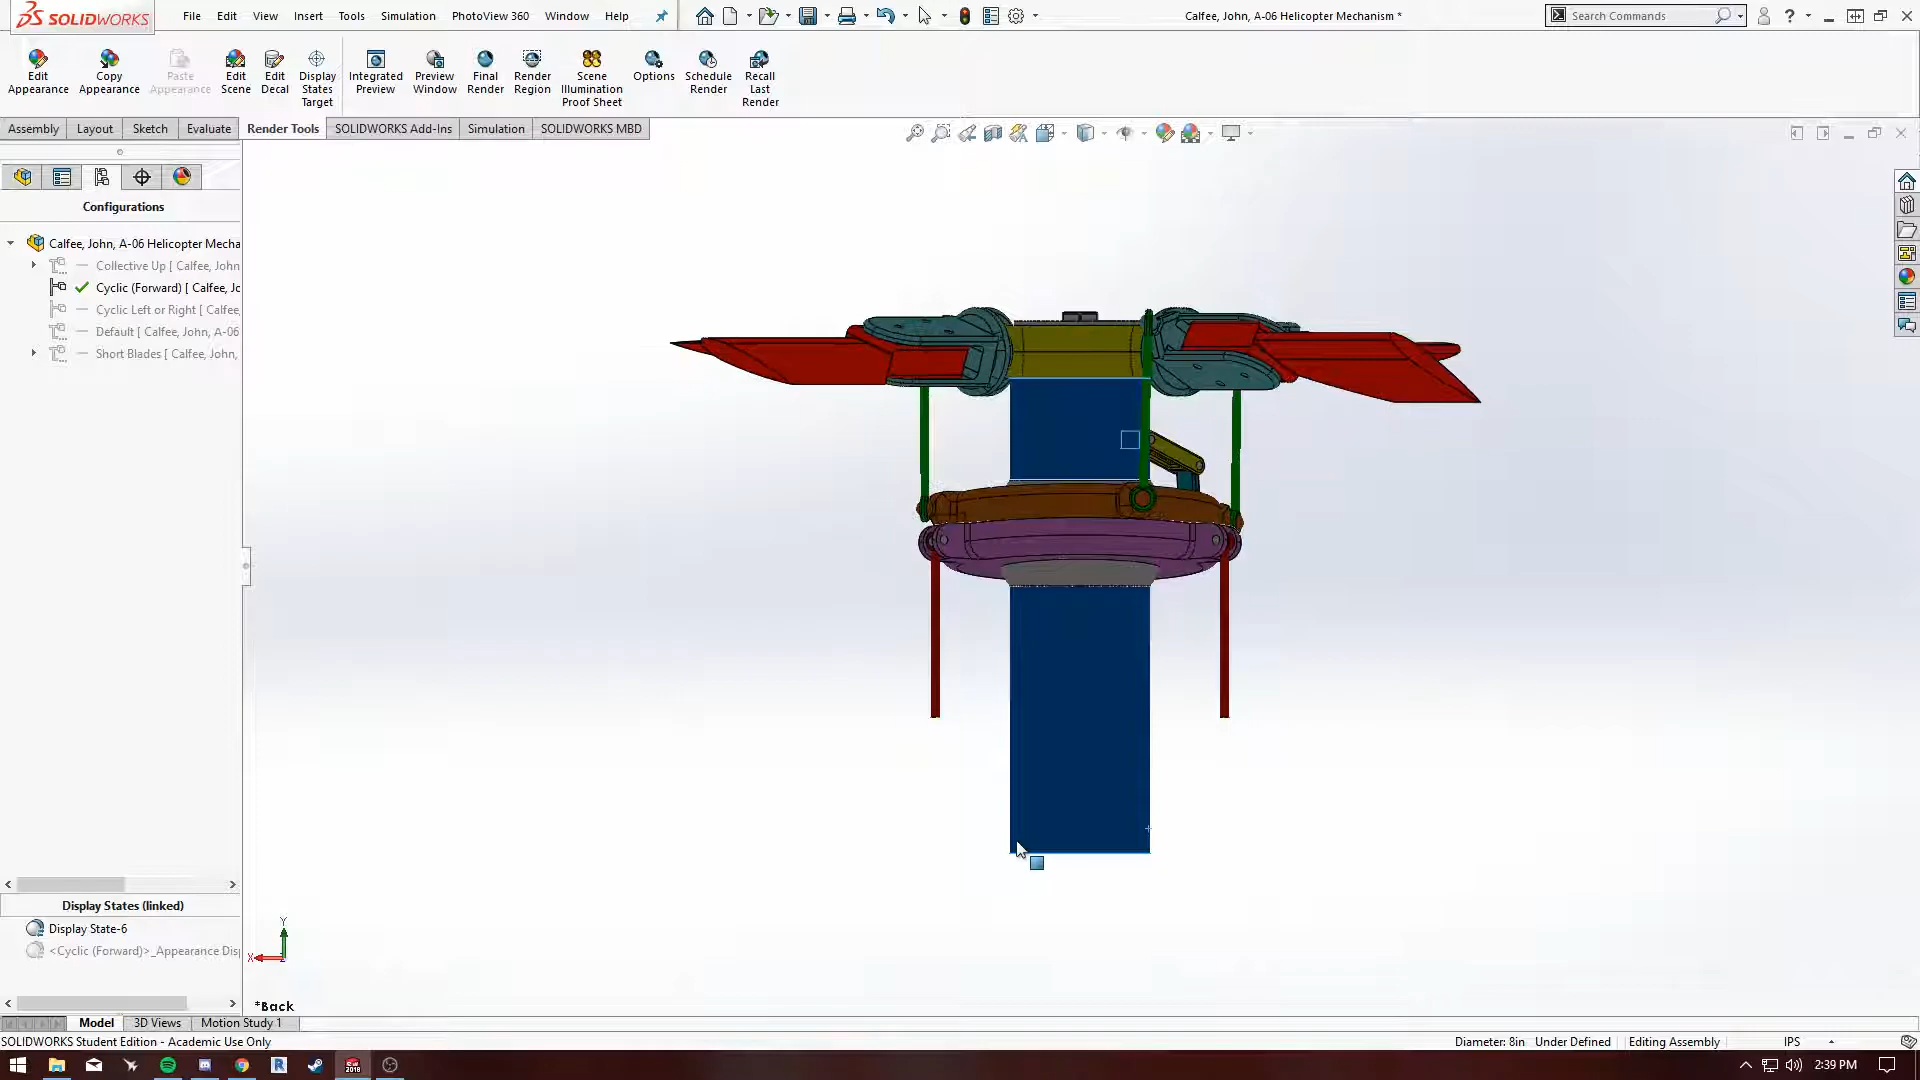 SOLIDWORKS
File Edit View Insert Tools Simulation PhotoView 360 Window Help
Calfee, John, A-06 Helicopter Mechanism *
Search Commands
Edit Appearance
Copy Appearance
Paste Appearance
Edit Scene
Edit Decal
Display States Target
Integrated Preview
Preview Window
Final Render
Render Region
Scene Illumination Proof Sheet
Options
Schedule Render
Recall Last Render
Assembly Layout Sketch Evaluate Render Tools SOLIDWORKS Add-Ins Simulation SOLIDWORKS MBD
Configurations
Calfee, John, A-06 Helicopter Mecha
Collective Up [ Calfee, John
Cyclic (Forward) [ Calfee, Jo
Cyclic Left or Right [ Calfee,
Default [ Calfee, John, A-06
Short Blades [ Calfee, John,
Display States (linked)
Display State-6
<Cyclic (Forward)>_Appearance Disp
Y
X
*Back
Model 3D Views Motion Study 1
SOLIDWORKS Student Edition - Academic Use Only
Diameter: 8in Under Defined Editing Assembly IPS
2:39 PM